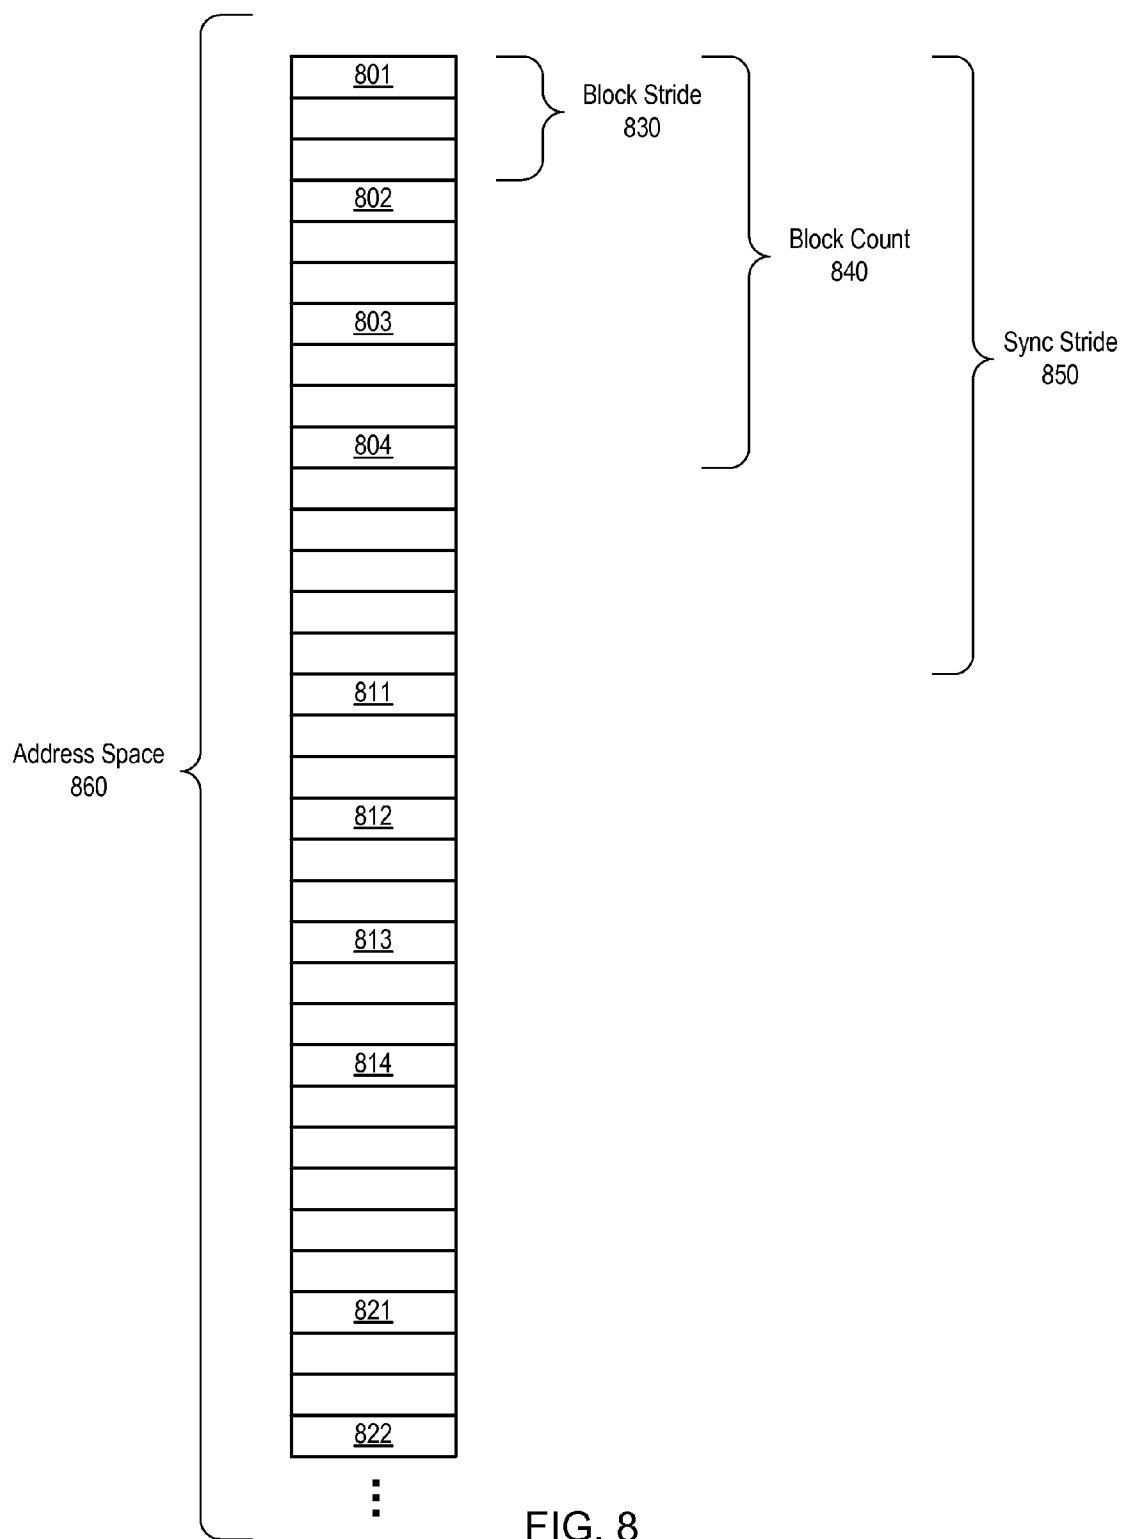 801
Block Stride
830
802
Block Count
840
803
Sync Stride
850
804
811
Address Space
860
812
813
814
821
822
FIG. 8